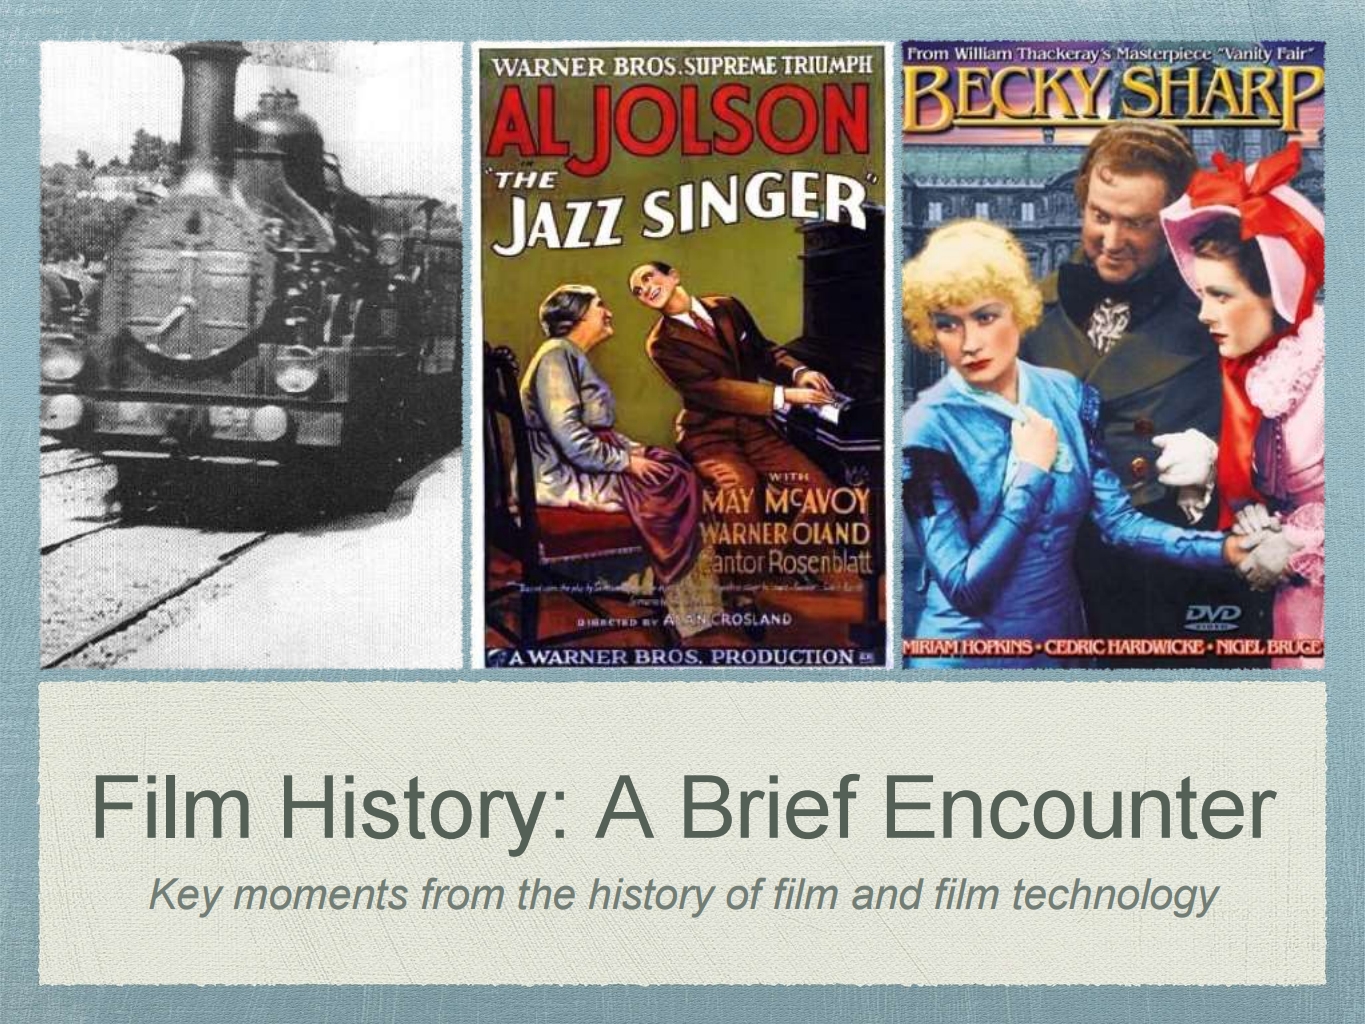 WARNER BROS. SUPREME TRIUMPH
AL JOLSON
IN
"THE
JAZZ SINGER"
WITH
MAY McAVOY
WARNER OLAND
Cantor Rosenblatt
DIRECTED BY ALAN CROSLAND
A WARNER BROS. PRODUCTION
From William Thackeray's Masterpiece "Vanity Fair"
BECKY SHARP
DVD
VIDEO
MIRIAM HOPKINS • CEDRIC HARDWICKE • NIGEL BRUCE
Film History: A Brief Encounter
Key moments from the history of film and film technology